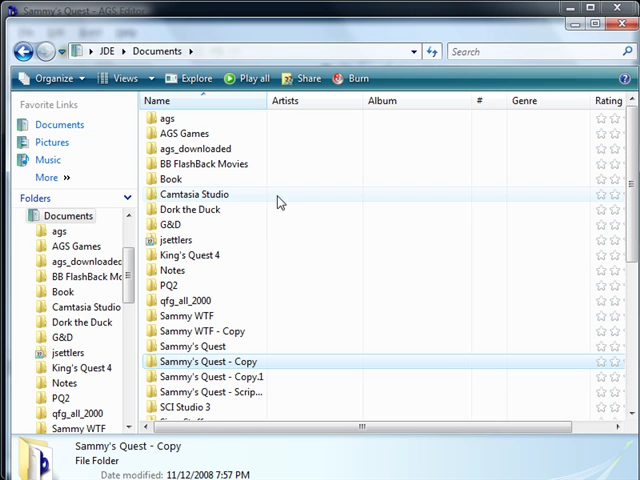 Sammy's Quest - AGS Editor
JDE
Documents
Search
Organize
Views
Explore
Play all
Share
Burn
?
Favorite Links
Documents
Pictures
Music
More »
Folders
Documents
ags
AGS Games
ags_downloaded
BB FlashBack Mc
Book
Camtasia Studio
Dork the Duck
G&D
jsettlers
King's Quest 4
Notes
PQ2
qfg_all_2000
Sammy WTF
Name
Artists
Album
#
Genre
Rating
ags
AGS Games
ags_downloaded
BB FlashBack Movies
Book
Camtasia Studio
Dork the Duck
G&D
jsettlers
King's Quest 4
Notes
PQ2
qfg_all_2000
Sammy WTF
Sammy WTF - Copy
Sammy's Quest
Sammy's Quest - Copy
Sammy's Quest - Copy.1
Sammy's Quest - Scrip...
SCI Studio 3
Sammy's Quest - Copy
File Folder
Date modified: 11/12/2008 7:57 PM